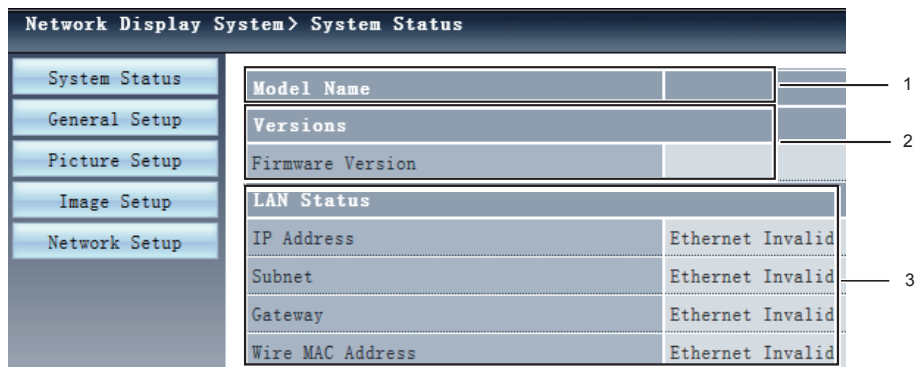 Network Display System> System Status
System Status
General Setup
Picture Setup
Image Setup
Network Setup
Model Name
1
Versions
2
Firmware Version
LAN Status
IP Address Ethernet Invalid
Subnet Ethernet Invalid
3
Gateway Ethernet Invalid
Wire MAC Address Ethernet Invalid